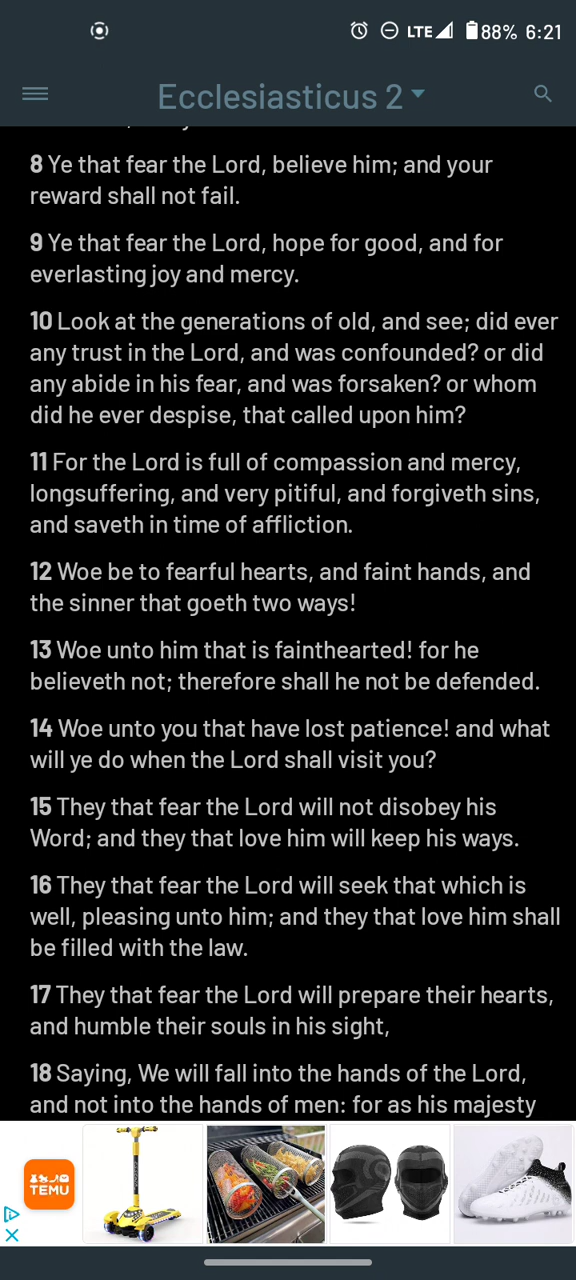 LTE 88% 6:21
Ecclesiasticus 2
8 Ye that fear the Lord, believe him; and your
reward shall not fail.
9 Ye that fear the Lord, hope for good, and for
everlasting joy and mercy.
10 Look at the generations of old, and see; did ever
any trust in the Lord, and was confounded? or did
any abide in his fear, and was forsaken? or whom
did he ever despise, that called upon him?
11 For the Lord is full of compassion and mercy,
longsuffering, and very pitiful, and forgiveth sins,
and saveth in time of affliction.
12 Woe be to fearful hearts, and faint hands, and
the sinner that goeth two ways!
13 Woe unto him that is fainthearted! for he
believeth not; therefore shall he not be defended.
14 Woe unto you that have lost patience! and what
will ye do when the Lord shall visit you?
15 They that fear the Lord will not disobey his
Word; and they that love him will keep his ways.
16 They that fear the Lord will seek that which is
well, pleasing unto him; and they that love him shall
be filled with the law.
17 They that fear the Lord will prepare their hearts,
and humble their souls in his sight,
18 Saying, We will fall into the hands of the Lord,
and not into the hands of men: for as his majesty
TEMU